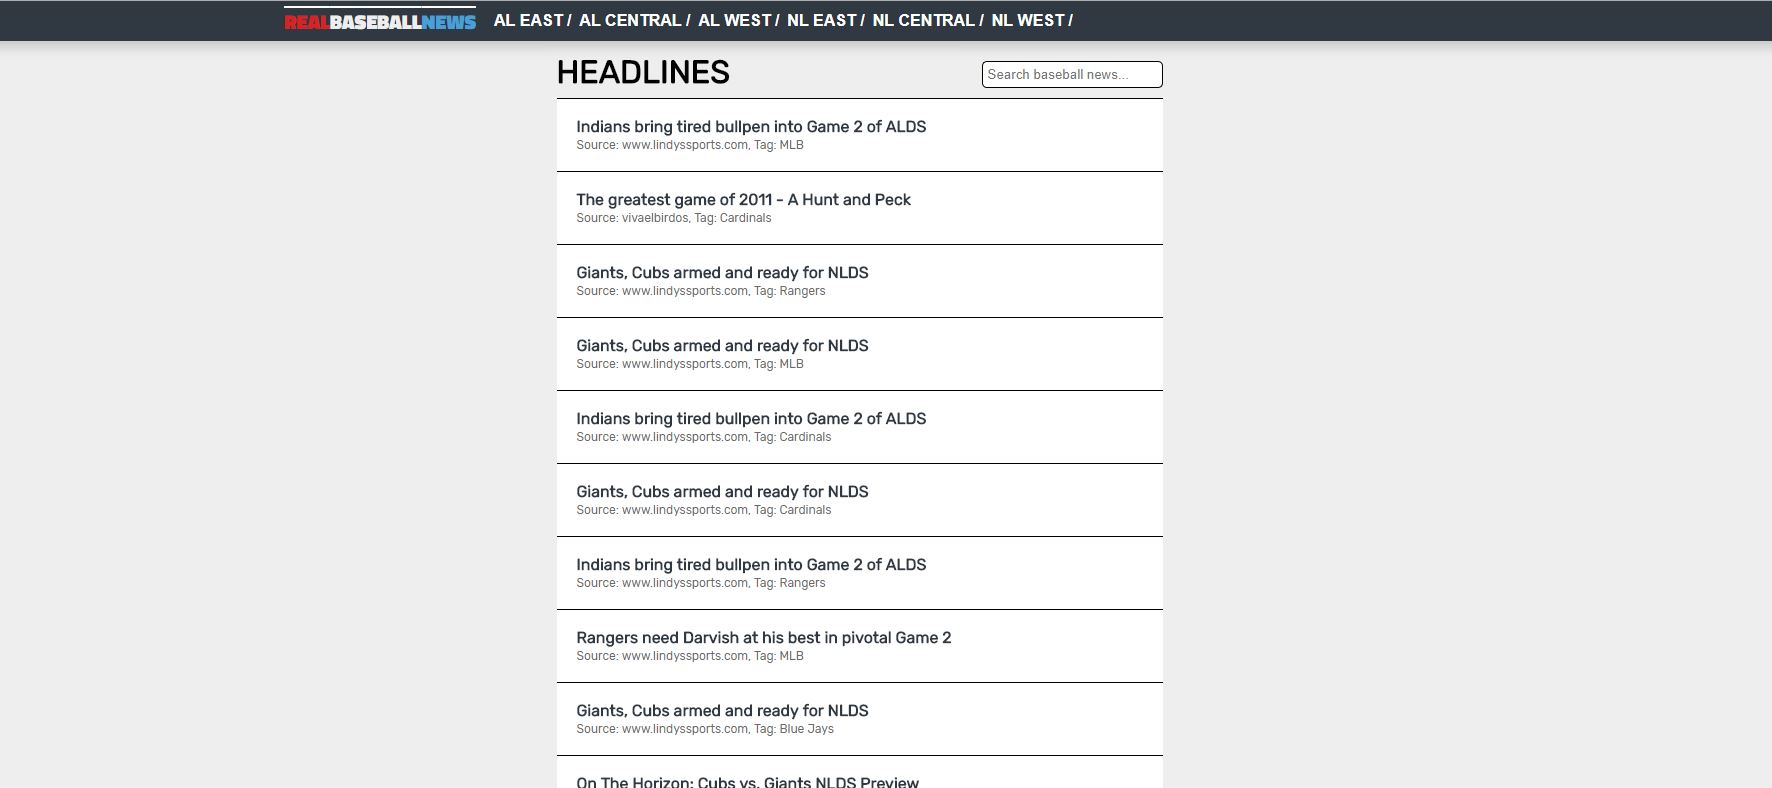 REALBASEBALLNEWS AL EAST / AL CENTRAL / AL WEST / NL EAST / NL CENTRAL / NL WEST /
HEADLINES Search baseball news...
Indians bring tired bullpen into Game 2 of ALDS
Source: www.lindyssports.com, Tag: MLB
The greatest game of 2011 - A Hunt and Peck
Source: vivaelbirdos, Tag: Cardinals
Giants, Cubs armed and ready for NLDS
Source: www.lindyssports.com, Tag: Rangers
Giants, Cubs armed and ready for NLDS
Source: www.lindyssports.com, Tag: MLB
Indians bring tired bullpen into Game 2 of ALDS
Source: www.lindyssports.com, Tag: Cardinals
Giants, Cubs armed and ready for NLDS
Source: www.lindyssports.com, Tag: Cardinals
Indians bring tired bullpen into Game 2 of ALDS
Source: www.lindyssports.com, Tag: Rangers
Rangers need Darvish at his best in pivotal Game 2
Source: www.lindyssports.com, Tag: MLB
Giants, Cubs armed and ready for NLDS
Source: www.lindyssports.com, Tag: Blue Jays
On The Horizon: Cubs vs. Giants NLDS Preview